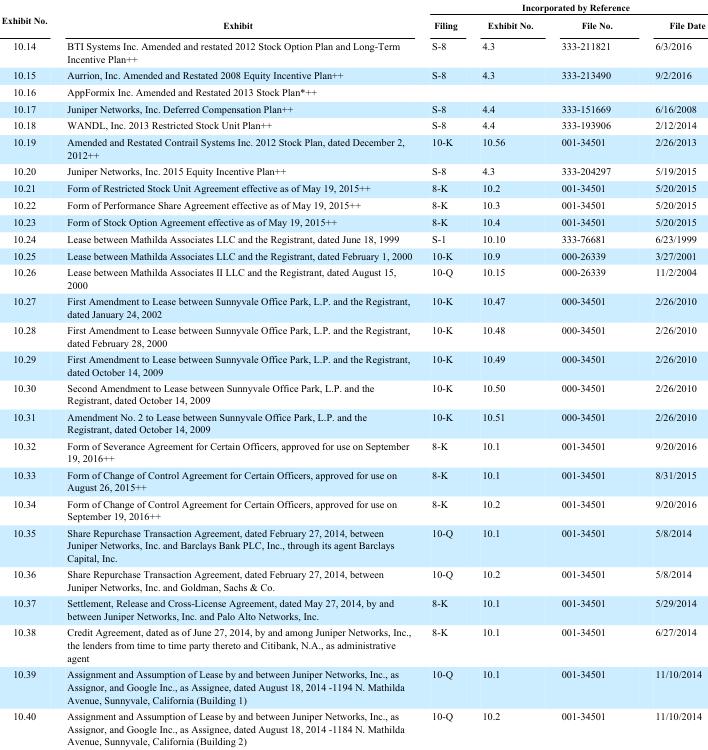 Incorporated by Reference
Exhibit No. Exhibit Filing Exhibit No. File No. File Date
10.14 BTI Systems Inc. Amended and restated 2012 Stock Option Plan and Long-Term S-8 4.3 333-211821 6/3/2016
Incentive Plan++
10.15 Aurrion, Inc. Amended and Restated 2008 Equity Incentive Plan++ S-8 4.3 333-213490 9/2/2016
10.16 AppFormix Inc. Amended and Restated 2013 Stock Plan*++
10.17 Juniper Networks, Inc. Deferred Compensation Plan++ S-8 4.4 333-151669 6/16/2008
10.18 WANDL, Inc. 2013 Restricted Stock Unit Plan++ S-8 4.4 333-193906 2/12/2014
10.19 Amended and Restated Contrail Systems Inc. 2012 Stock Plan, dated December 2, 10-K 10.56 001-34501 2/26/2013
2012++
10.20 Juniper Networks, Inc. 2015 Equity Incentive Plan++ S-8 4.3 333-204297 5/19/2015
10.21 Form of Restricted Stock Unit Agreement effective as of May 19, 2015++ 8-K 10.2 001-34501 5/20/2015
10.22 Form of Performance Share Agreement effective as of May 19, 2015++ 8-K 10.3 001-34501 5/20/2015
10.23 Form of Stock Option Agreement effective as of May 19, 2015++ 8-K 10.4 001-34501 5/20/2015
10.24 Lease between Mathilda Associates LLC and the Registrant, dated June 18, 1999 S-1 10.10 333-76681 6/23/1999
10.25 Lease between Mathilda Associates LLC and the Registrant, dated February 1, 2000 10-K 10.9 000-26339 3/27/2001
10.26 Lease between Mathilda Associates II LLC and the Registrant, dated August 15, 10-Q 10.15 000-26339 11/2/2004
2000
10.27 First Amendment to Lease between Sunnyvale Office Park, L.P. and the Registrant, 10-K 10.47 000-34501 2/26/2010
dated January 24, 2002
10.28 First Amendment to Lease between Sunnyvale Office Park, L.P. and the Registrant, 10-K 10.48 000-34501 2/26/2010
dated February 28, 2000
10.29 First Amendment to Lease between Sunnyvale Office Park, L.P. and the Registrant, 10-K 10.49 000-34501 2/26/2010
dated October 14, 2009
10.30 Second Amendment to Lease between Sunnyvale Office Park, L.P. and the 10-K 10.50 000-34501 2/26/2010
Registrant, dated October 14, 2009
10.31 Amendment No. 2 to Lease between Sunnyvale Office Park, L.P. and the 10-K 10.51 000-34501 2/26/2010
Registrant, dated October 14, 2009
10.32 Form of Severance Agreement for Certain Officers, approved for use on September 8-K 10.1 001-34501 9/20/2016
19, 2016++
10.33 Form of Change of Control Agreement for Certain Officers, approved for use on 8-K 10.1 001-34501 8/31/2015
August 26, 2015++
10.34 Form of Change of Control Agreement for Certain Officers, approved for use on 8-K 10.2 001-34501 9/20/2016
September 19, 2016++
10.35 Share Repurchase Transaction Agreement, dated February 27, 2014, between 10-Q 10.1 001-34501 5/8/2014
Juniper Networks, Inc. and Barclays Bank PLC, Inc., through its agent Barclays
Capital, Inc.
10.36 Share Repurchase Transaction Agreement, dated February 27, 2014, between 10-Q 10.2 001-34501 5/8/2014
Juniper Networks, Inc. and Goldman, Sachs & Co.
10.37 Settlement, Release and Cross-License Agreement, dated May 27, 2014, by and 8-K 10.1 001-34501 5/29/2014
between Juniper Networks, Inc. and Palo Alto Networks, Inc.
10.38 Credit Agreement, dated as of June 27, 2014, by and among Juniper Networks, Inc., 8-K 10.1 001-34501 6/27/2014
the lenders from time to time party thereto and Citibank, N.A., as administrative
agent
10.39 Assignment and Assumption of Lease by and between Juniper Networks, Inc., as 10-Q 10.1 001-34501 11/10/2014
Assignor, and Google Inc., as Assignee, dated August 18, 2014 -1194 N. Mathilda
Avenue, Sunnyvale, California (Building 1)
10.40 Assignment and Assumption of Lease by and between Juniper Networks, Inc., as 10-Q 10.2 001-34501 11/10/2014
Assignor, and Google Inc., as Assignee, dated August 18, 2014 -1184 N. Mathilda
Avenue, Sunnyvale, California (Building 2)